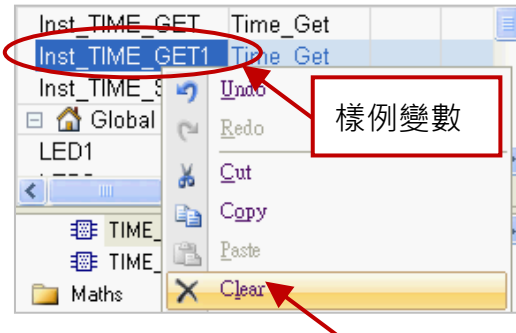 Inst_TIME_GET Time_Get
Inst_TIME_GET1 Time_Get
Inst_TIME_
Undo
樣例變數
Global
Redo
LED1
Cut
Copy
TIME_
Paste
TIME_
Maths
Clear